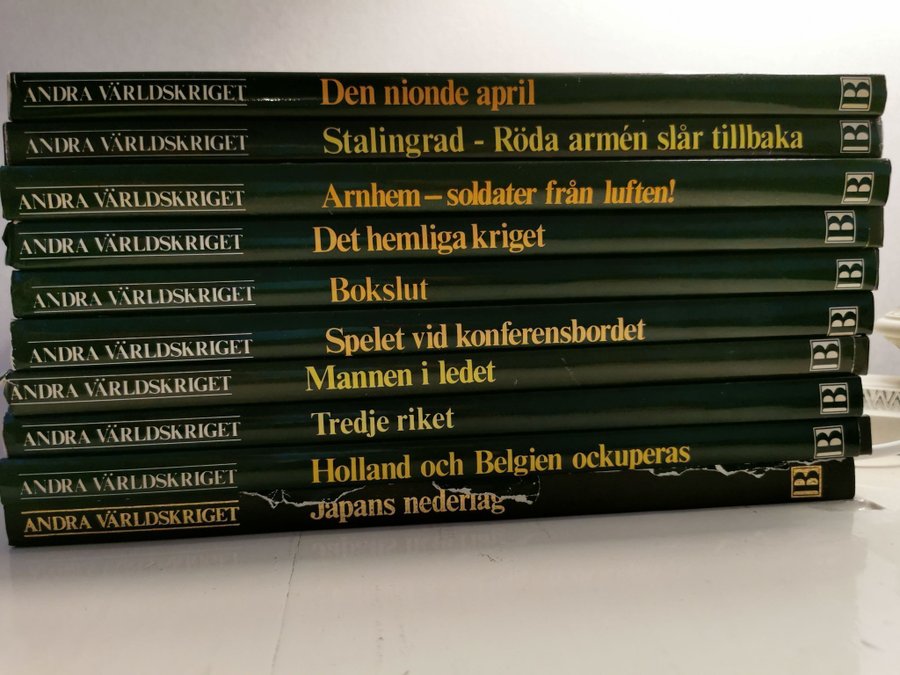 ANDRA VÄRLDSKRIGET Den nionde april B
ANDRA VÄRLDSKRIGET Stalingrad - Röda armén slår tillbaka B
ANDRA VÄRLDSKRIGET Arnhem – soldater från luften! B
ANDRA VÄRLDSKRIGET Det hemliga kriget B
ANDRA VÄRLDSKRIGET Bokslut B
ANDRA VÄRLDSKRIGET Spelet vid konferensbordet B
ANDRA VÄRLDSKRIGET Mannen i ledet B
ANDRA VÄRLDSKRIGET Tredje riket B
ANDRA VÄRLDSKRIGET Holland och Belgien ockuperas B
ANDRA VÄRLDSKRIGET Japans nederlag B